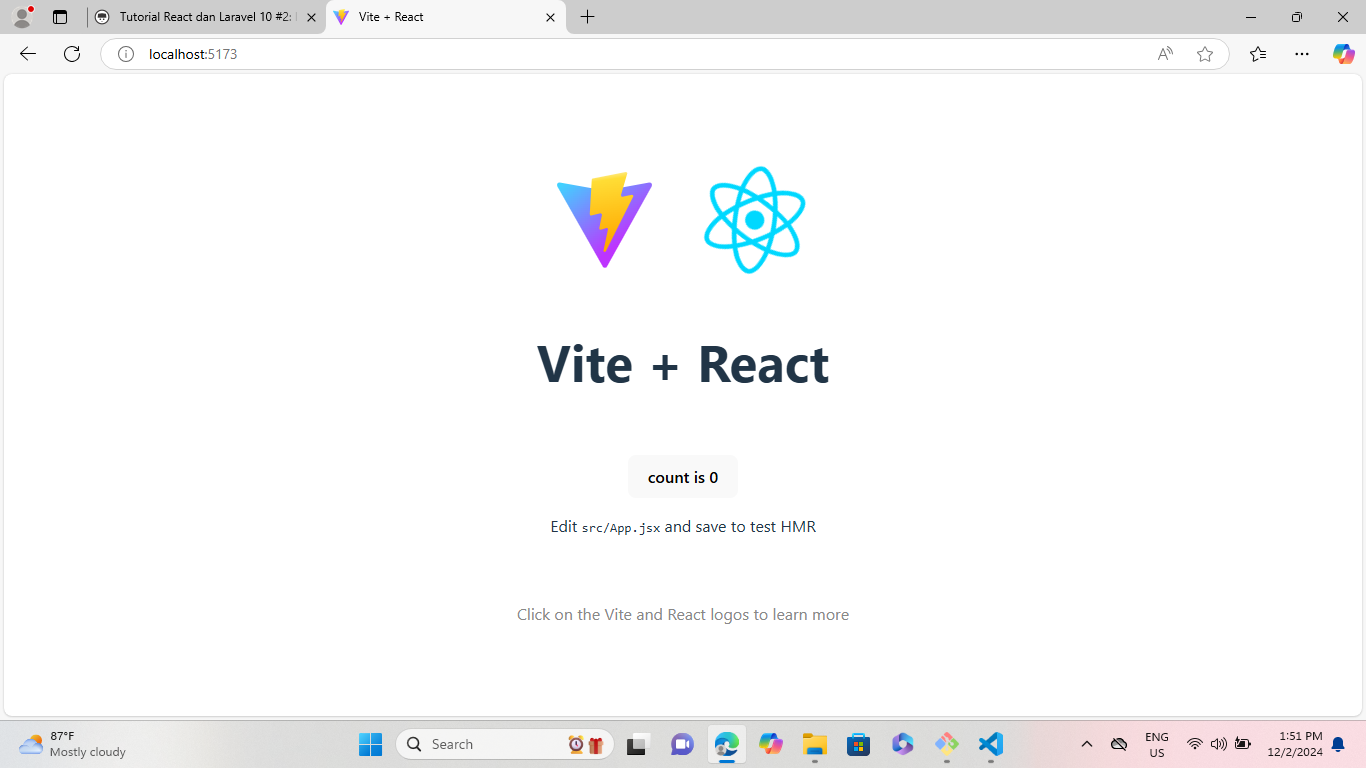 Tutorial React dan Laravel 10 #2:
Vite + React
localhost:5173
Vite + React
count is 0
Edit src/App.jsx and save to test HMR
Click on the Vite and React logos to learn more
87°F
Mostly cloudy
Search
ENG
US
1:51 PM
12/2/2024